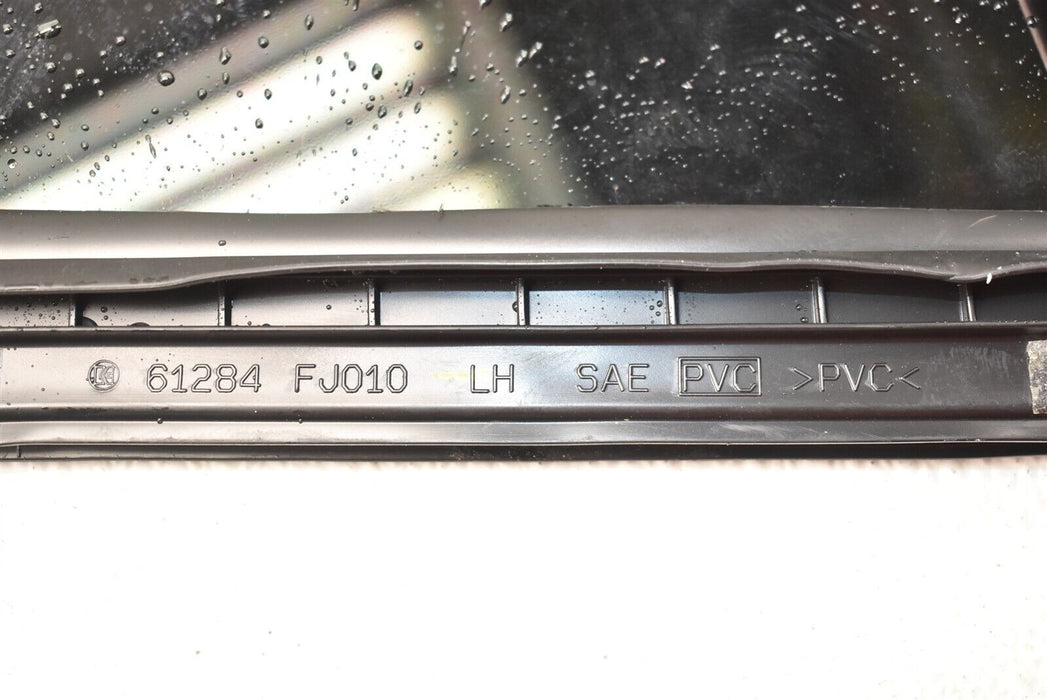 61284 FJ010 LH SAE PVC >PVC<